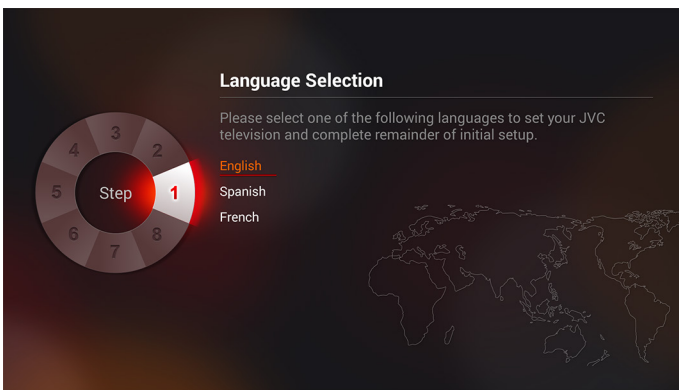 Language Selection
Please select one of the following languages to set your JVC
television and complete remainder of initial setup.
3
4
2
English
5
Step
1
Spanish
French
6
8
7